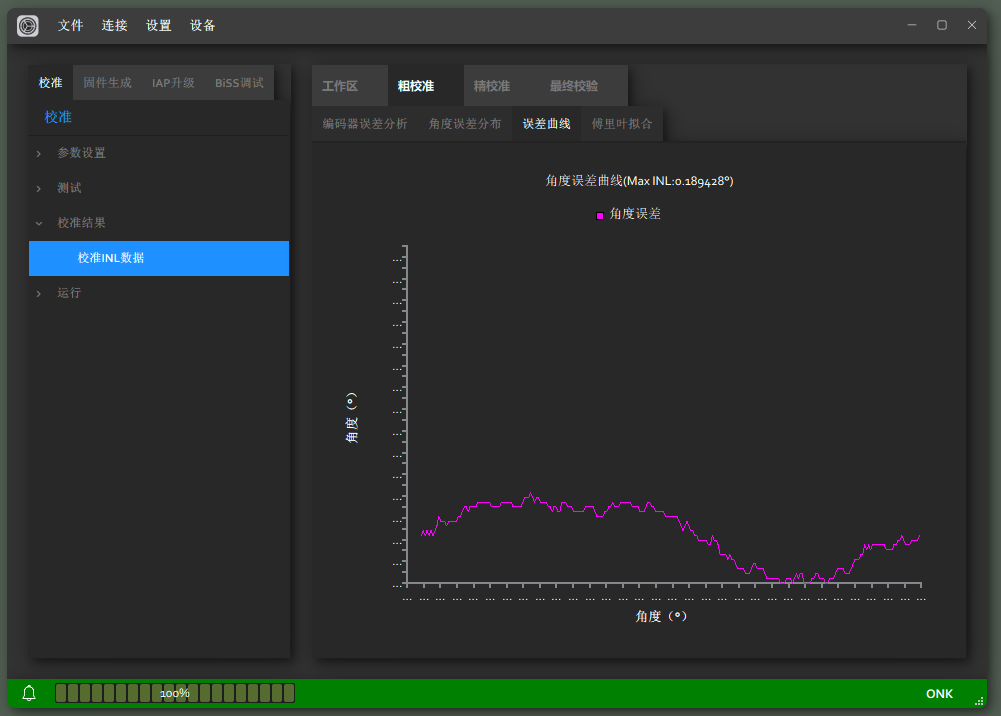 文件 连接 设置 设备
校准 固件生成 IAP升级 BiSS调试
校准
参数设置
测试
校准结果
校准INL数据
运行
工作区 粗校准 精校准 最终校验
编码器误差分析 角度误差分布 误差曲线 傅里叶拟合
角度误差曲线(Max INL:0.189428°)
角度误差
角度（°）
角度（°）
100%
ONK